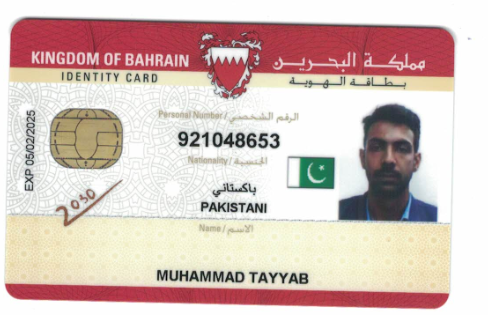 KINGDOM OF BAHRAIN مملكة البحرين
IDENTITY CARD بطاقة الهوية
Personal Number / الرقم الشخصي
921048653
Nationality / الجنسية
باكستاني
PAKISTANI
EXP 05/02/2025
2030
Name / الاسم
MUHAMMAD TAYYAB